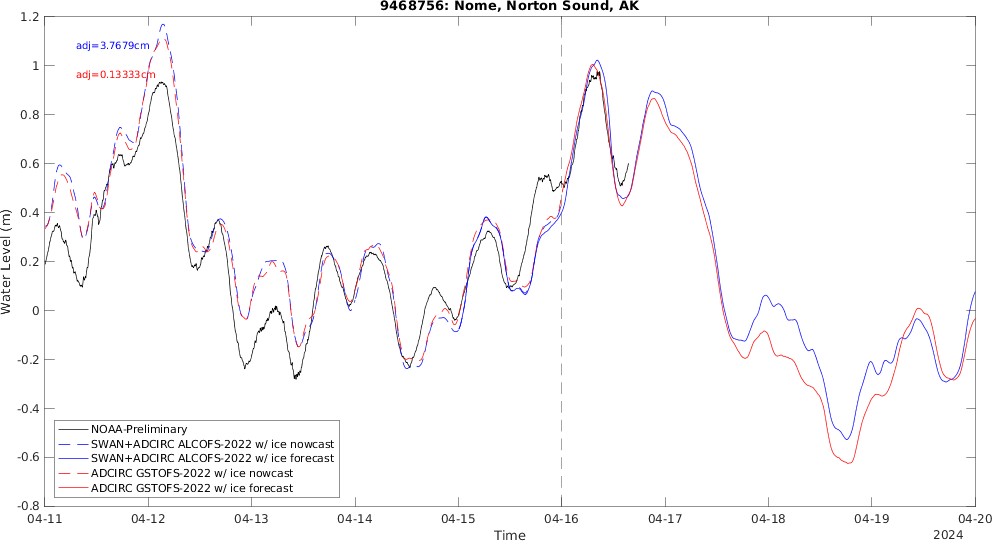 9468756: Nome, Norton Sound, AK
1.2
1
0.8
0.6
0.4
0.2
0
-0.2
-0.4
-0.6
-0.8
Water Level (m)
adj=3.7679cm
adj=0.13333cm
NOAA-Preliminary
SWAN+ADCIRC ALCOFS-2022 w/ ice nowcast
SWAN+ADCIRC ALCOFS-2022 w/ ice forecast
ADCIRC GSTOFS-2022 w/ ice nowcast
ADCIRC GSTOFS-2022 w/ ice forecast
04-11 04-12 04-13 04-14 04-15 04-16 04-17 04-18 04-19 04-20
Time
2024